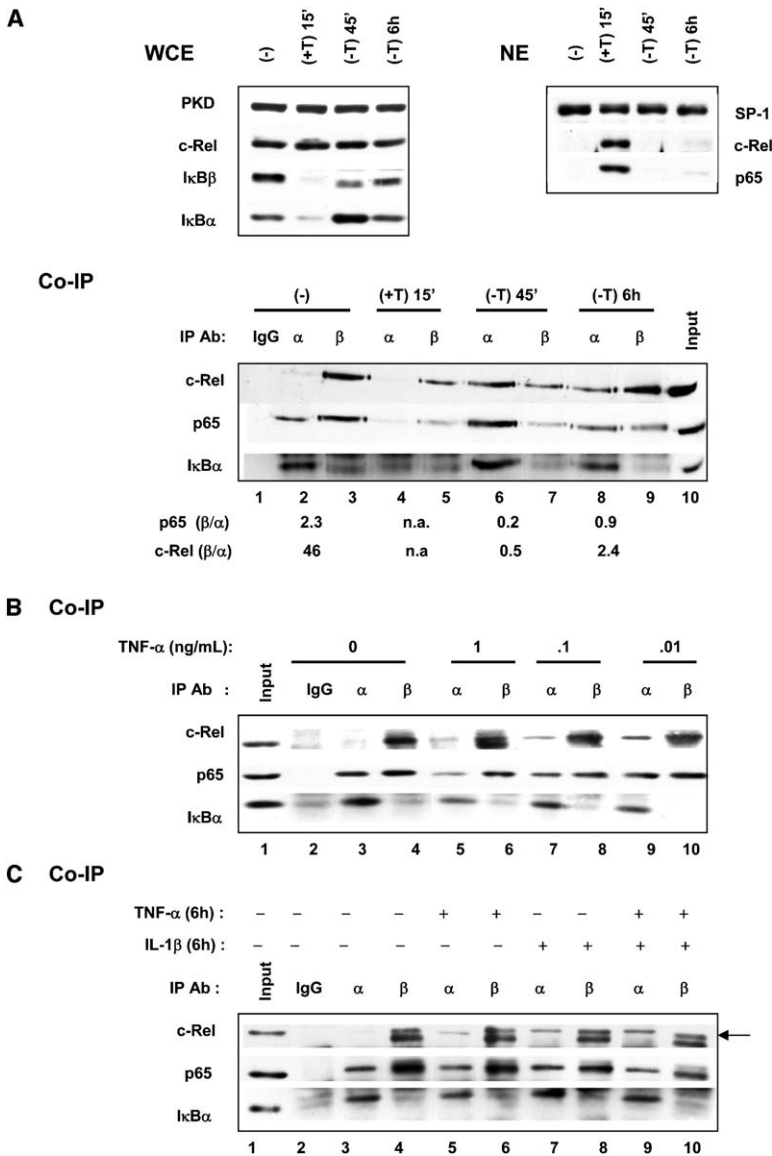 A
WCE
(-)
(+T) 15'
(-T) 45'
(-T) 6h
PKD
c-Rel
IκBβ
IκBα
NE
(-)
(+T) 15'
(-T) 45'
(-T) 6h
SP-1
c-Rel
p65
Co-IP
(-) (+T) 15' (-T) 45' (-T) 6h
IP Ab: IgG α β α β α β α β Input
c-Rel
p65
IκBα
1 2 3 4 5 6 7 8 9 10
p65 (β/α) 2.3 n.a. 0.2 0.9
c-Rel (β/α) 46 n.a 0.5 2.4
B Co-IP
TNF-α (ng/mL): 0 1 .1 .01
IP Ab : Input IgG α β α β α β α β
c-Rel
p65
IκBα
1 2 3 4 5 6 7 8 9 10
C Co-IP
TNF-α (6h) : – – – – + + – – + +
IL-1β (6h) : – – – – – – + + + +
IP Ab : Input IgG α β α β α β α β
c-Rel
p65
IκBα
1 2 3 4 5 6 7 8 9 10